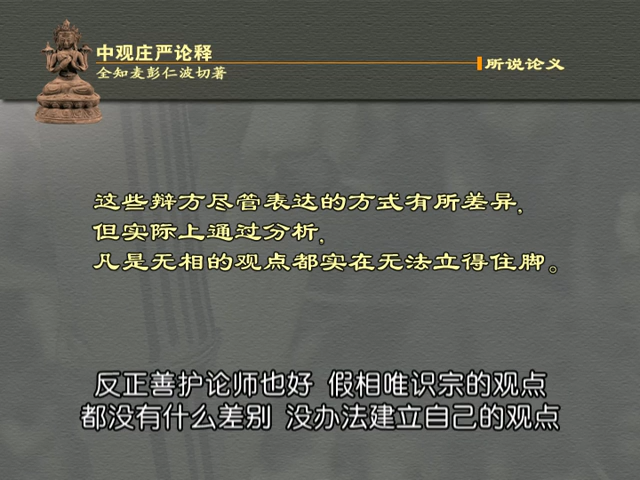 中观庄严论释
全知麦彭仁波切著
所说论义
这些辩方尽管表达的方式有所差异,
但实际上通过分析,
凡是无相的观点都实在无法立得住脚。
反正善护论师也好 假相唯识宗的观点
都没有什么差别 没办法建立自己的观点